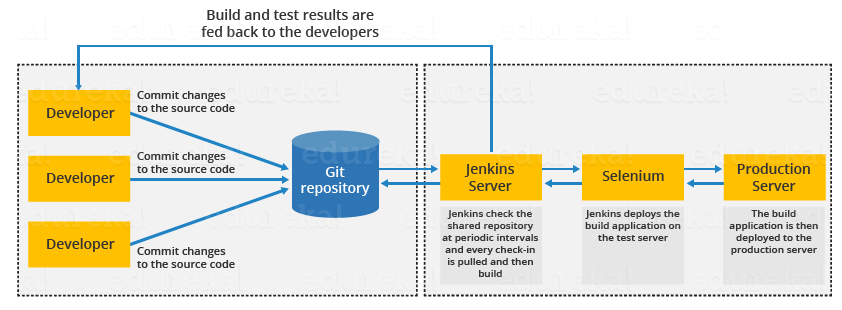 Build and test results are
fed back to the developers
Developer
Commit changes
to the source code
Developer
Commit changes
to the source code
Developer
Commit changes
to the source code
Git
repository
Jenkins
Server
Selenium
Production
Server
Jenkins check the
shared repository
at periodic intervals
and every check-in
is pulled and then
build
Jenkins deploys the
build application on
the test server
The build
application is then
deployed to the
production server
edureka!